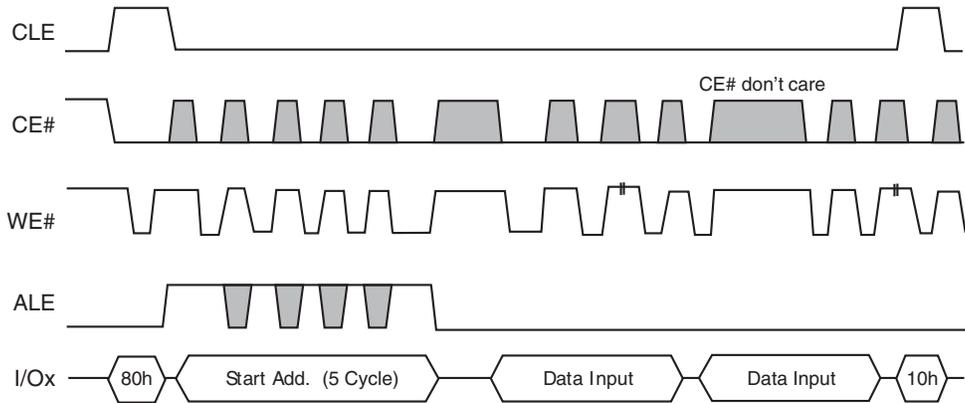 CLE
CE#
CE# don't care
WE#
ALE
I/Ox
80h
Start Add. (5 Cycle)
Data Input
Data Input
10h